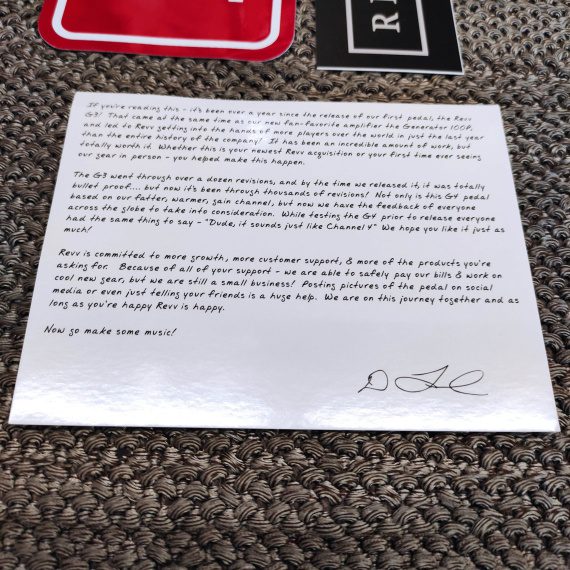 RE
If you're reading this - it's been over a year since the release of our first pedal, the Revv
G3! That came at the same time as our new fan-favorite amplifier the Generator 100P,
and led to Revv getting into the hands of more players over the world in just the last year
than the entire history of the company! It has been an incredible amount of work, but
totally worth it. Whether this is your newest Revv acquisition or your first time ever seeing
our gear in person - you helped make this happen.
The G3 went through over a dozen revisions, and by the time we released it, it was totally
bullet proof.... but now it's been through thousands of revisions! Not only is this G4 pedal
based on our fatter, warmer, gain channel, but now we have the feedback of everyone
across the globe to take into consideration. While testing the G4 prior to release everyone
had the same thing to say - "Dude, it sounds just like Channel 4" We hope you like it just as
much!
Revv is committed to more growth, more customer support, & more of the products you're
asking for. Because of all of your support - we are able to safely pay our bills & work on
cool new gear, but we are still a small business! Posting pictures of the pedal on social
media or even just telling your friends is a huge help. We are on this journey together and as
long as you're happy Revv is happy.
Now go make some music!